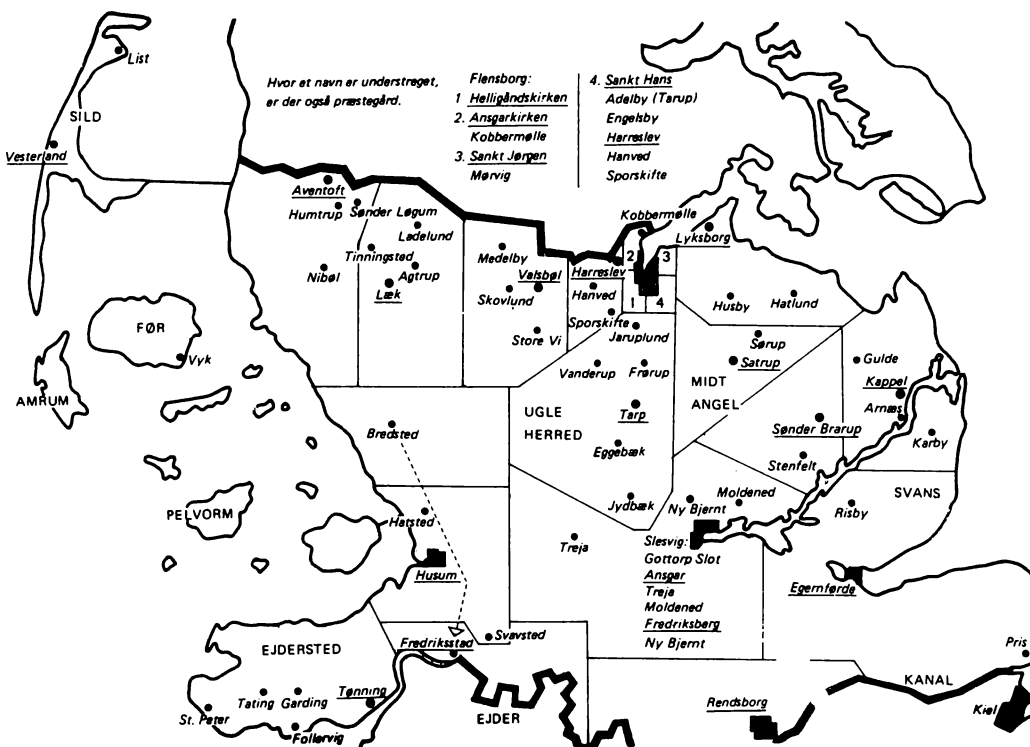 List
Hvor et navn er understreget,
er der også præstegård.
Flensborg:
1 Helligåndskirken
2. Ansgarkirken
Kobbermølle
3. Sankt Jørgen
Mørvig
4. Sankt Hans
Adelby (Tarup)
Engelsby
Harreslev
Hanved
Sporskifte
SILD
Vesterland
Aventoft
Humtrup
Sønder Løgum
Ladelund
Tinningsted
Nibøl
Agtrup
Læk
Medelby
Valsbøl
Skovlund
Store Vi
Kobbermølle
Lyksborg
Harreslev
Hanved
Sporskifte
2
3
1
4
Jaruplund
Husby
Hatlund
Sørup
Satrup
Gulde
Kappel
Arnæs
Karby
FØR
Vyk
AMRUM
Vanderup
Frørup
MIDT
ANGEL
UGLE
HERRED
Tarp
Eggebæk
Sønder Brarup
Stenfelt
Bredsted
Jydbæk
Ny Bjernt
Moldened
SVANS
Risby
PELVORM
Hatsted
Treja
Husum
Slesvig:
Gottorp Slot
Ansgar
Treja
Moldened
Fredriksberg
Ny Bjernt
Egernførde
Svavsted
Fredriksstad
EJDERSTED
Tating
Garding
Tønning
St. Peter
Follervig
EJDER
Rendsborg
KANAL
Pris
Kiel